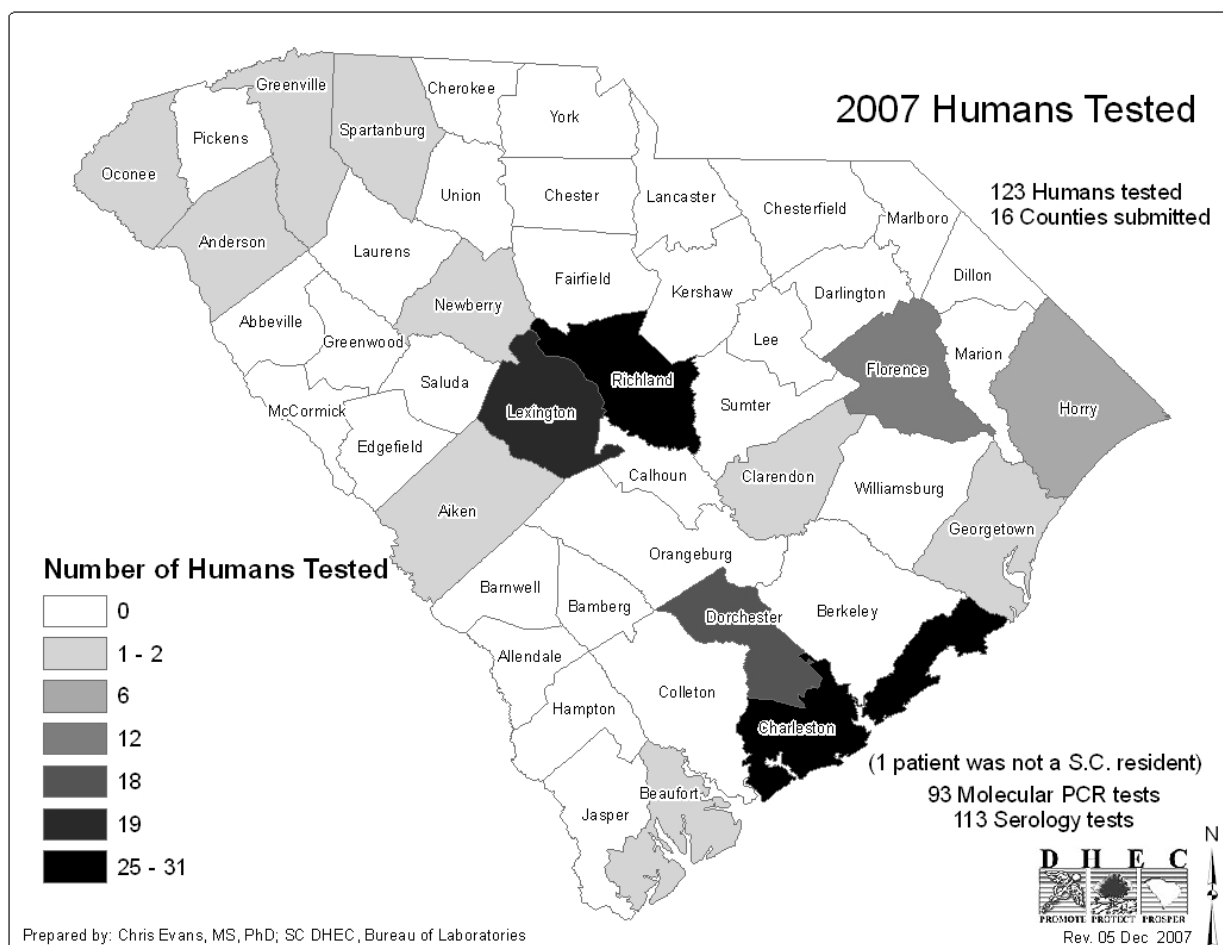 2007 Humans Tested
123 Humans tested
16 Counties submitted
Greenville
Cherokee
York
Pickens
Spartanburg
Oconee
Union
Chester
Lancaster
Chesterfield
Marlboro
Anderson
Laurens
Fairfield
Kershaw
Darlington
Dillon
Newberry
Abbeville
Greenwood
Lee
Marion
Saluda
Richland
Florence
McCormick
Lexington
Sumter
Horry
Edgefield
Calhoun
Clarendon
Williamsburg
Aiken
Georgetown
Orangeburg
Barnwell
Bamberg
Dorchester
Berkeley
Allendale
Colleton
Hampton
Charleston
Beaufort
Jasper
Number of Humans Tested
0
1 - 2
6
12
18
19
25 - 31
(1 patient was not a S.C. resident)
93 Molecular PCR tests
113 Serology tests
N
D H E C
PROMOTE PROTECT PROSPER
Prepared by: Chris Evans, MS, PhD; SC DHEC, Bureau of Laboratories
Rev. 05 Dec 2007